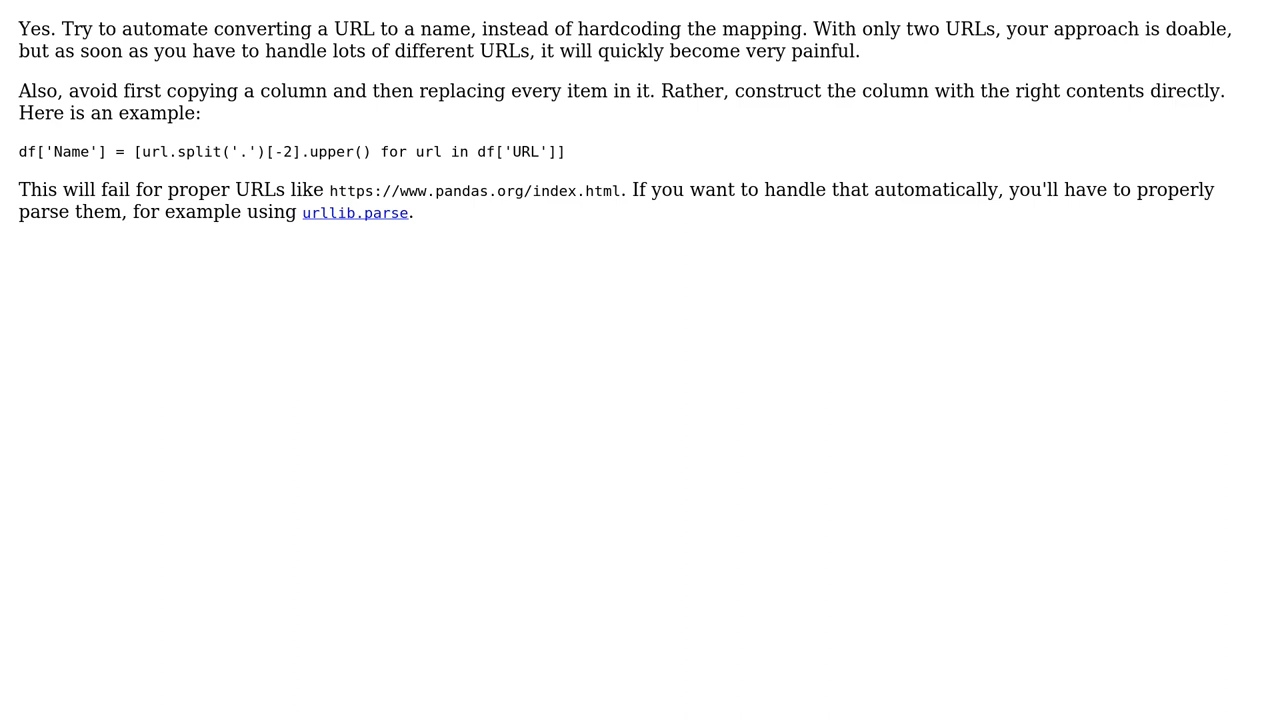 Yes. Try to automate converting a URL to a name, instead of hardcoding the mapping. With only two URLs, your approach is doable,
but as soon as you have to handle lots of different URLs, it will quickly become very painful.
Also, avoid first copying a column and then replacing every item in it. Rather, construct the column with the right contents directly.
Here is an example:
df['Name'] = [url.split('.')[-2].upper() for url in df['URL']]
This will fail for proper URLs like https://www.pandas.org/index.html. If you want to handle that automatically, you'll have to properly
parse them, for example using urllib.parse.